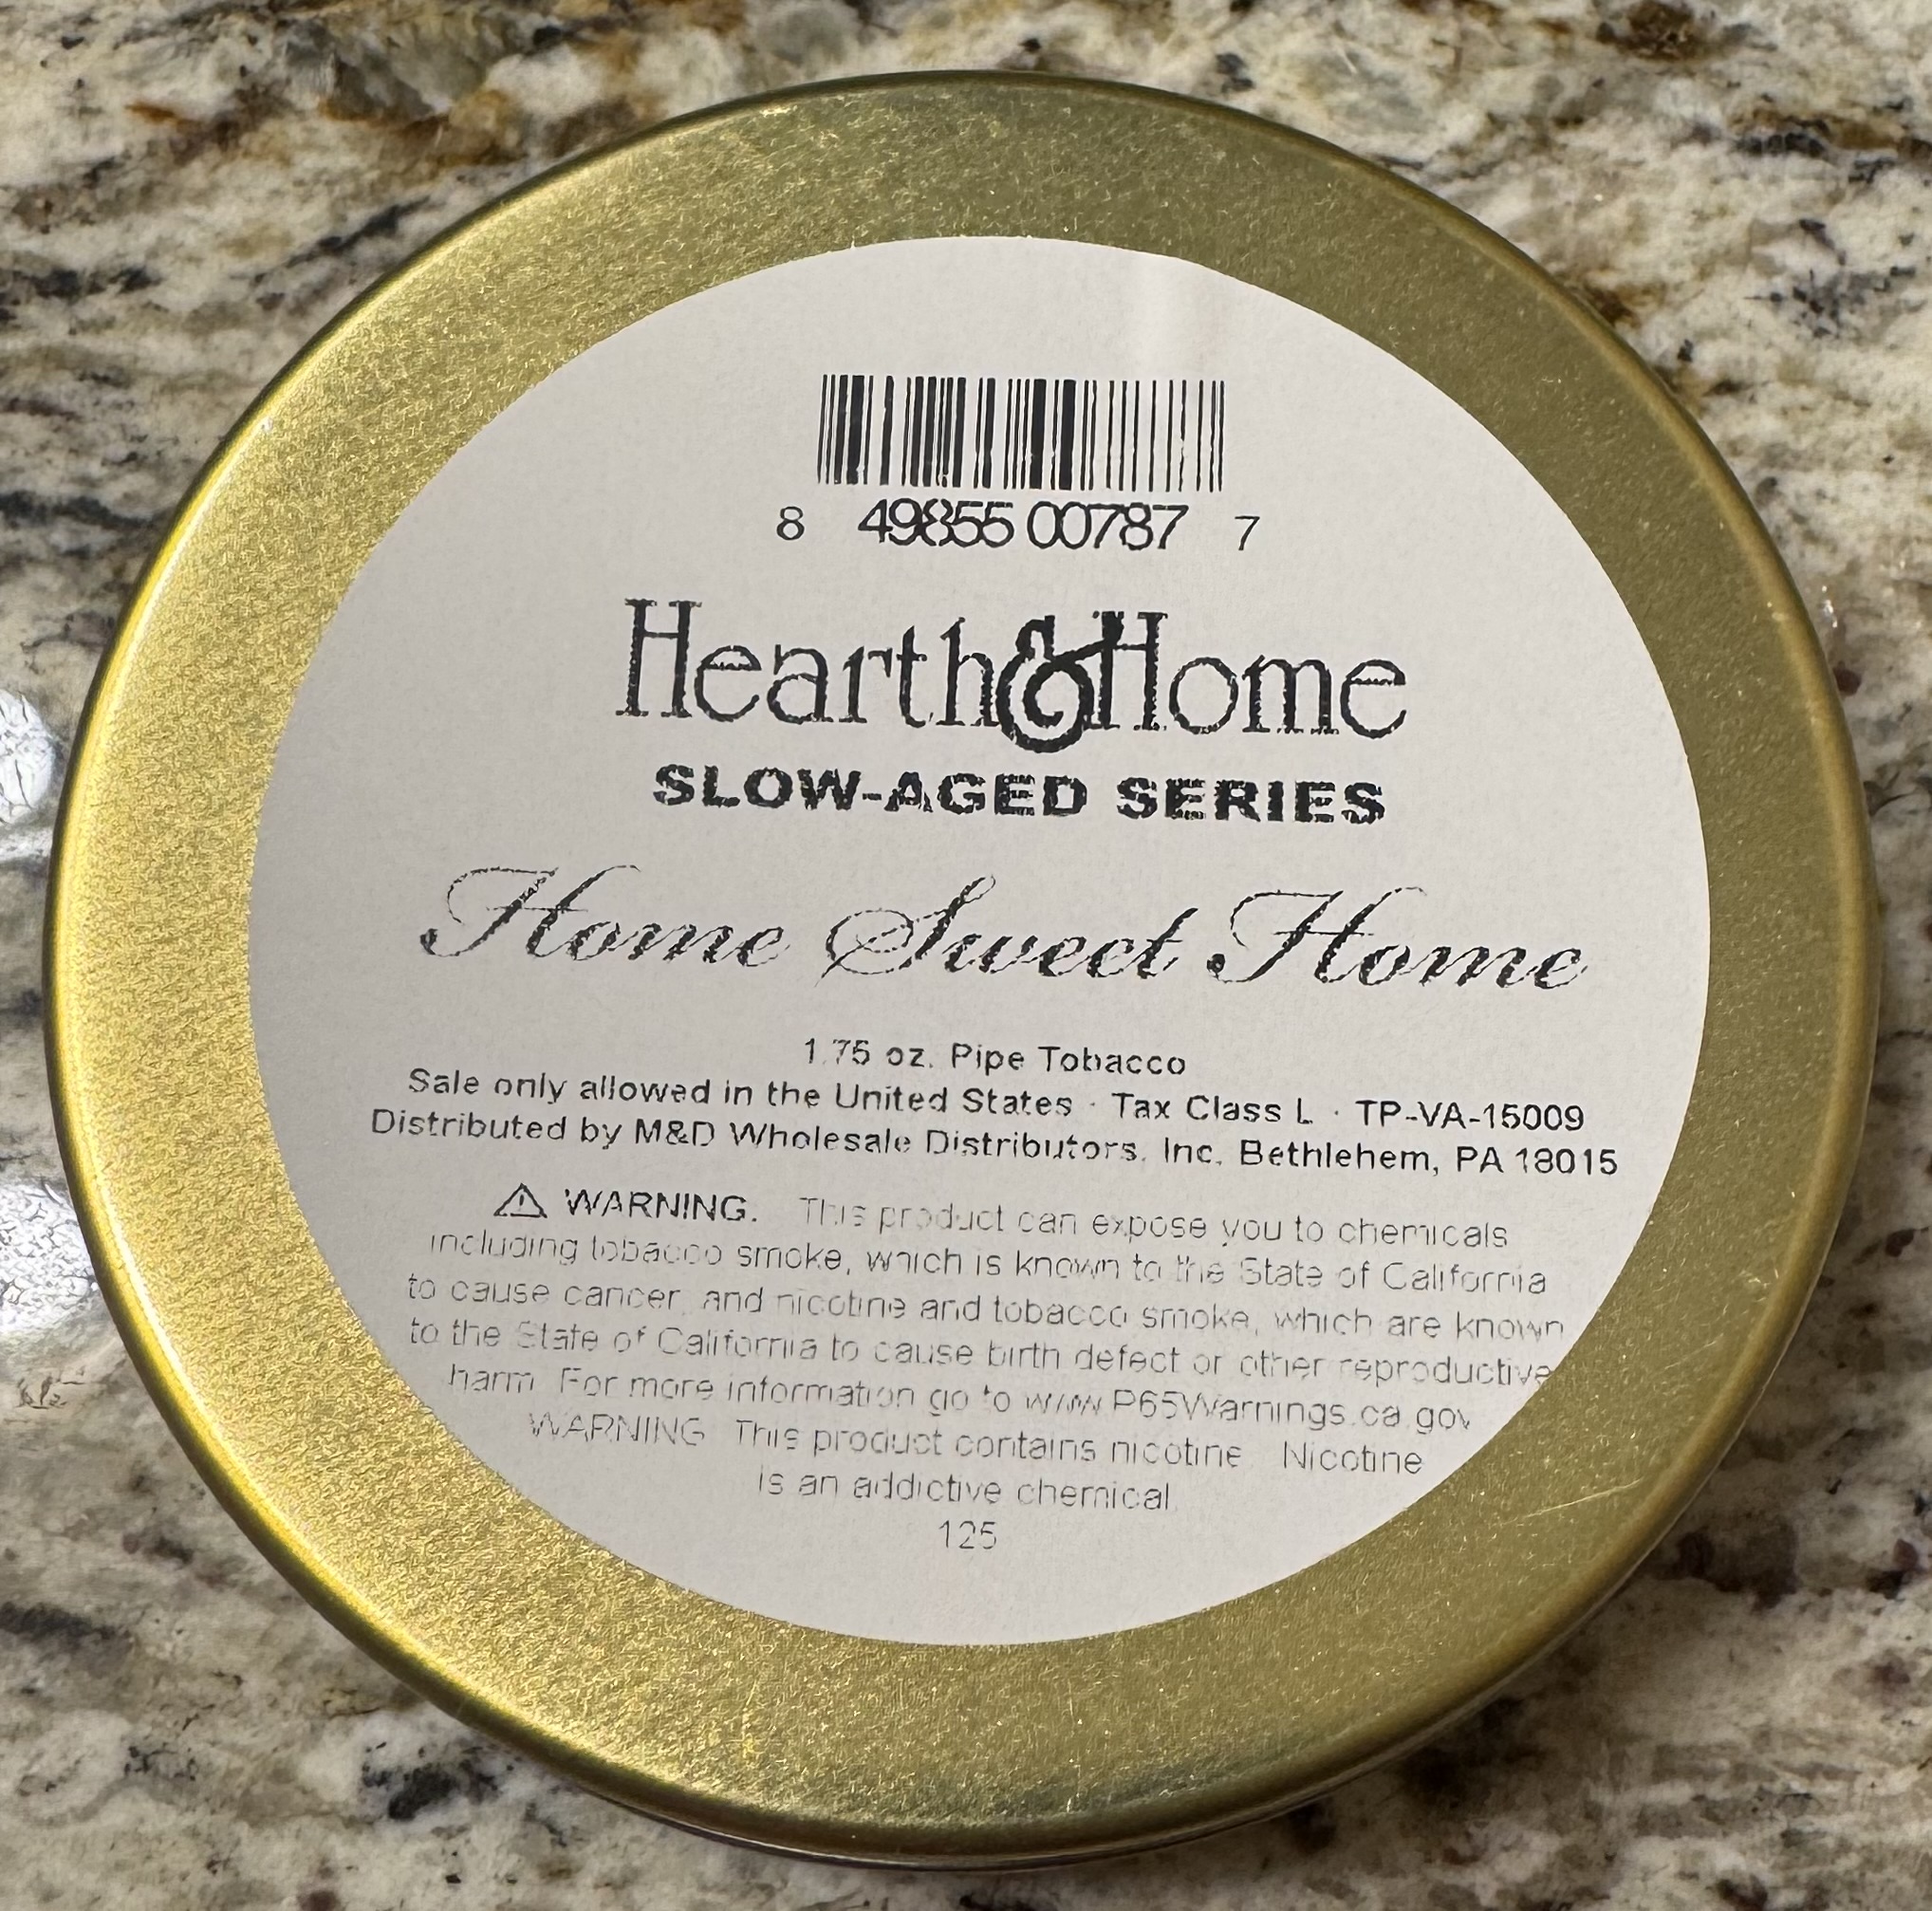 8 49855 00787 7
Hearth & Home
SLOW-AGED SERIES
Home Sweet Home
1.75 oz. Pipe Tobacco
Sale only allowed in the United States · Tax Class L · TP-VA-15009
Distributed by M&D Wholesale Distributors, Inc. Bethlehem, PA 18015
⚠ WARNING. This product can expose you to chemicals
including tobacco smoke, which is known to the State of California
to cause cancer, and nicotine and tobacco smoke, which are known
to the State of California to cause birth defect or other reproductive
harm. For more information go to www.P65Warnings.ca.gov
WARNING This product contains nicotine. Nicotine
is an addictive chemical.
125